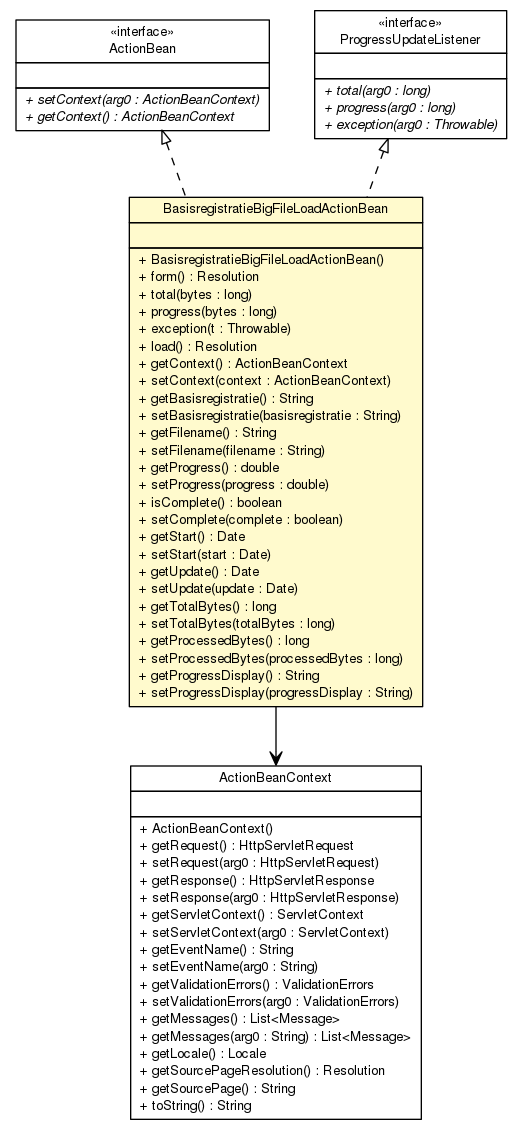 «interface»
ActionBean
+ setContext(arg0 : ActionBeanContext)
+ getContext() : ActionBeanContext
«interface»
ProgressUpdateListener
+ total(arg0 : long)
+ progress(arg0 : long)
+ exception(arg0 : Throwable)
BasisregistratieBigFileLoadActionBean
+ BasisregistratieBigFileLoadActionBean()
+ form() : Resolution
+ total(bytes : long)
+ progress(bytes : long)
+ exception(t : Throwable)
+ load() : Resolution
+ getContext() : ActionBeanContext
+ setContext(context : ActionBeanContext)
+ getBasisregistratie() : String
+ setBasisregistratie(basisregistratie : String)
+ getFilename() : String
+ setFilename(filename : String)
+ getProgress() : double
+ setProgress(progress : double)
+ isComplete() : boolean
+ setComplete(complete : boolean)
+ getStart() : Date
+ setStart(start : Date)
+ getUpdate() : Date
+ setUpdate(update : Date)
+ getTotalBytes() : long
+ setTotalBytes(totalBytes : long)
+ getProcessedBytes() : long
+ setProcessedBytes(processedBytes : long)
+ getProgressDisplay() : String
+ setProgressDisplay(progressDisplay : String)
ActionBeanContext
+ ActionBeanContext()
+ getRequest() : HttpServletRequest
+ setRequest(arg0 : HttpServletRequest)
+ getResponse() : HttpServletResponse
+ setResponse(arg0 : HttpServletResponse)
+ getServletContext() : ServletContext
+ setServletContext(arg0 : ServletContext)
+ getEventName() : String
+ setEventName(arg0 : String)
+ getValidationErrors() : ValidationErrors
+ setValidationErrors(arg0 : ValidationErrors)
+ getMessages() : List<Message>
+ getMessages(arg0 : String) : List<Message>
+ getLocale() : Locale
+ getSourcePageResolution() : Resolution
+ getSourcePage() : String
+ toString() : String